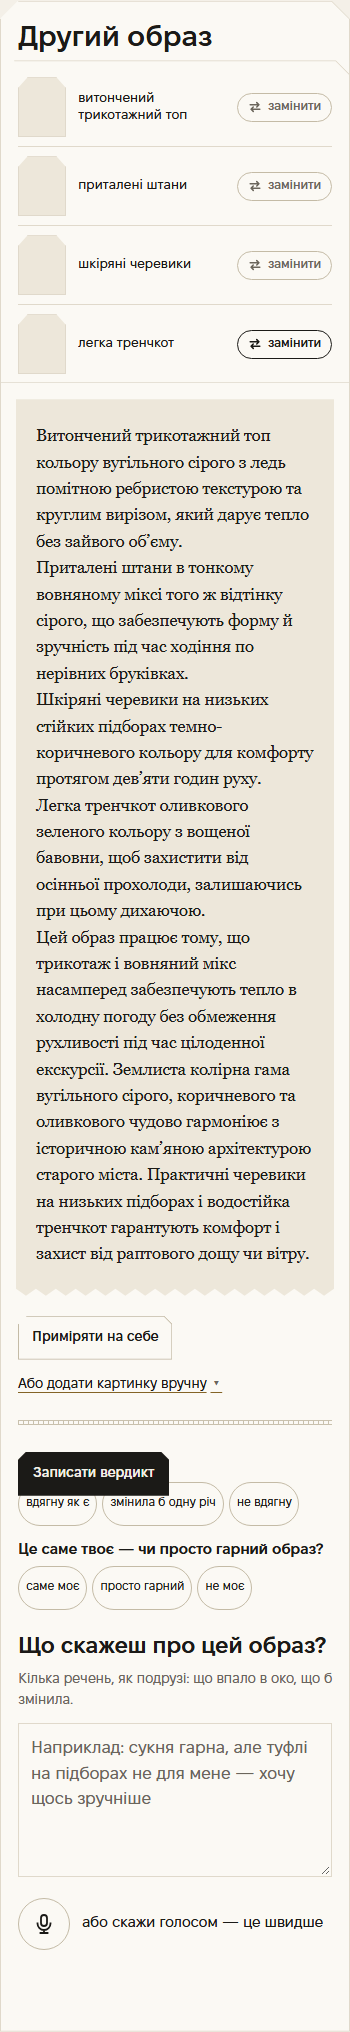 Другий образ
витончений
трикотажний топ
замінити
приталені штани
замінити
шкіряні черевики
замінити
легка тренчкот
замінити
Витончений трикотажний топ
кольору вугільного сірого з ледь
помітною ребристою текстурою та
круглим вирізом, який дарує тепло
без зайвого об’єму.
Приталені штани в тонкому
вовняному міксі того ж відтінку
сірого, що забезпечують форму й
зручність під час ходіння по
нерівних бруківках.
Шкіряні черевики на низьких
стійких підборах темно-
коричневого кольору для комфорту
протягом дев’яти годин руху.
Легка тренчкот оливкового
зеленого кольору з вощеної
бавовни, щоб захистити від
осінньої прохолоди, залишаючись
при цьому дихаючою.
Цей образ працює тому, що
трикотаж і вовняний мікс
насамперед забезпечують тепло в
холодну погоду без обмеження
рухливості під час цілоденної
екскурсії. Землиста колірна гама
вугільного сірого, коричневого та
оливкового чудово гармоніює з
історичною кам’яною архітектурою
старого міста. Практичні черевики
на низьких підборах і водостійка
тренчкот гарантують комфорт і
захист від раптового дощу чи вітру.
Приміряти на себе
Або додати картинку вручну
Записати вердикт
вдягну як є
змінила б одну річ
не вдягну
Це саме твоє — чи просто гарний образ?
саме моє
просто гарний
не моє
Що скажеш про цей образ?
Кілька речень, як подрузі: що впало в око, що б
змінила.
Наприклад: сукня гарна, але туфлі
на підборах не для мене — хочу
щось зручніше
або скажи голосом — це швидше